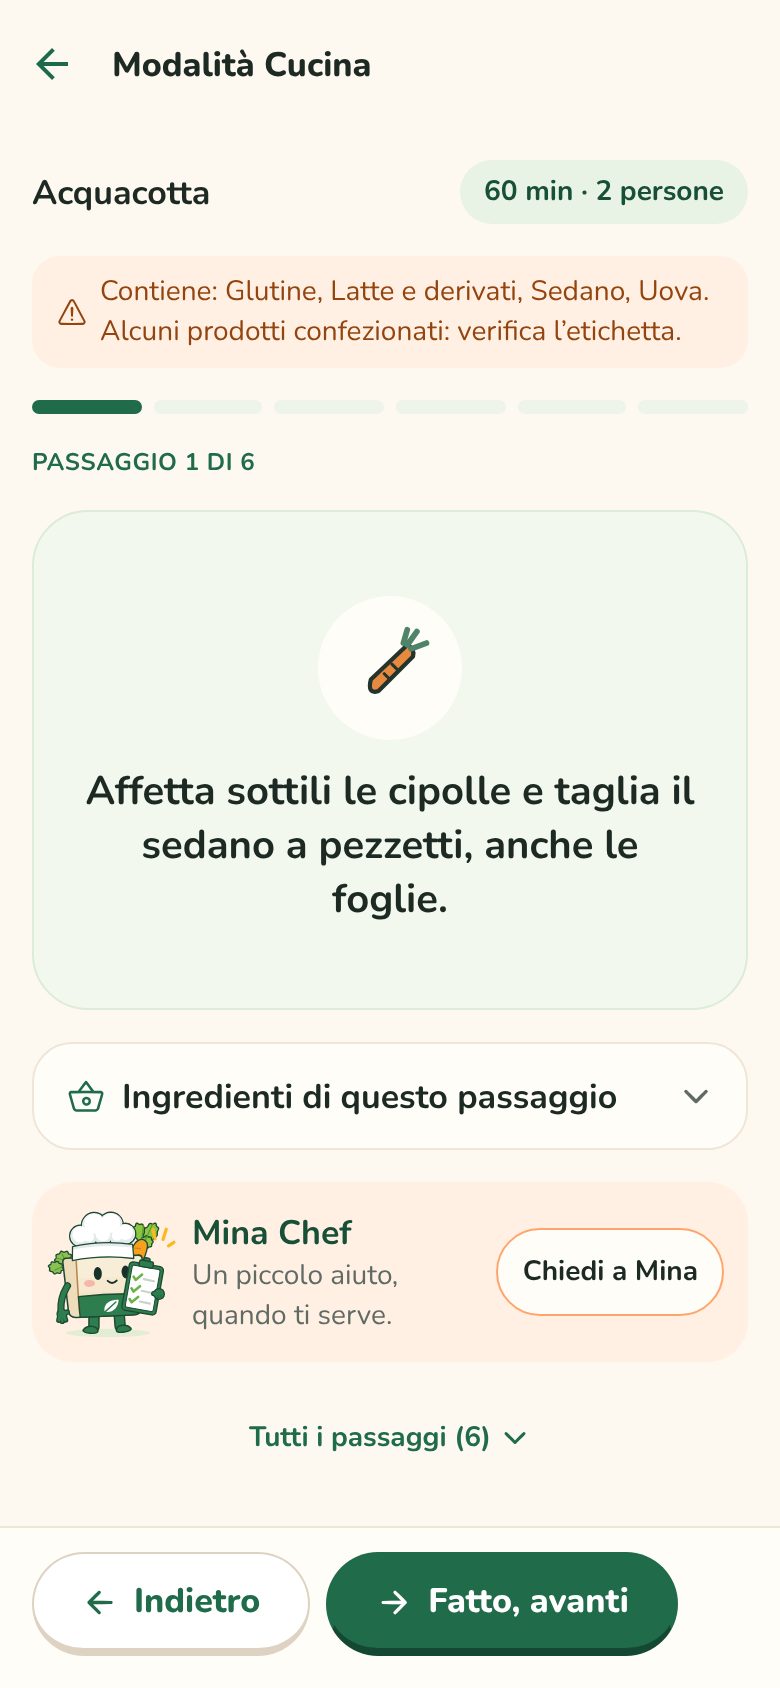 Modalità Cucina
Acquacotta
60 min · 2 persone
Contiene: Glutine, Latte e derivati, Sedano, Uova.
Alcuni prodotti confezionati: verifica l’etichetta.
PASSAGGIO 1 DI 6
Affetta sottili le cipolle e taglia il
sedano a pezzetti, anche le
foglie.
Ingredienti di questo passaggio
Mina Chef
Un piccolo aiuto,
quando ti serve.
Chiedi a Mina
Tutti i passaggi (6)
Indietro
Fatto, avanti